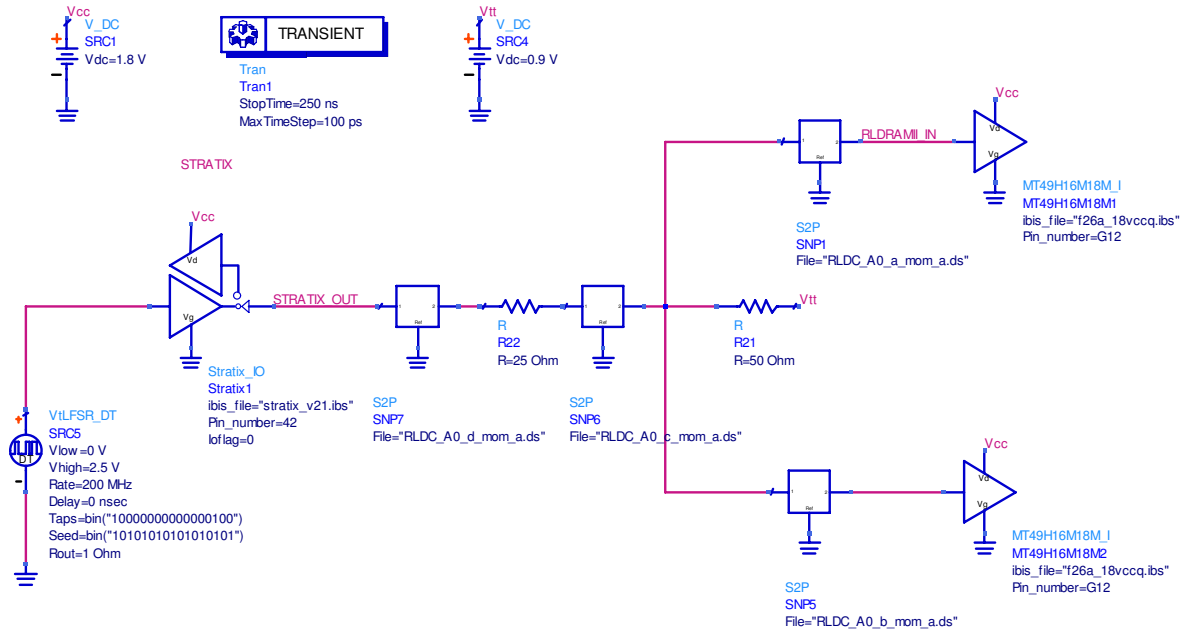 Vcc
V_DC
SRC1
Vdc=1.8 V
TRANSIENT
Tran
Tran1
StopTime=250 ns
MaxTimeStep=100 ps
Vtt
V_DC
SRC4
Vdc=0.9 V
STRATIX
Vcc
Vd
Vg
STRATIX_OUT
Stratix_IO
Stratix1
ibis_file="stratix_v21.ibs"
Pin_number=42
Ioflag=0
VtLFSR_DT
SRC5
Vlow=0 V
Vhigh=2.5 V
Rate=200 MHz
Delay=0 nsec
Taps=bin("10000000000000100")
Seed=bin("10101010101010101")
Rout=1 Ohm
DT
1
2
Ref
S2P
SNP7
File="RLDC_A0_d_mom_a.ds"
R
R22
R=25 Ohm
1
2
Ref
S2P
SNP6
File="RLDC_A0_c_mom_a.ds"
Vtt
R
R21
R=50 Ohm
1
2
Ref
RLDRAMII_IN
S2P
SNP1
File="RLDC_A0_a_mom_a.ds"
Vcc
Vd
Vg
MT49H16M18M_I
MT49H16M18M1
ibis_file="f26a_18vccq.ibs"
Pin_number=G12
1
2
Ref
S2P
SNP5
File="RLDC_A0_b_mom_a.ds"
Vcc
Vd
Vg
MT49H16M18M_I
MT49H16M18M2
ibis_file="f26a_18vccq.ibs"
Pin_number=G12